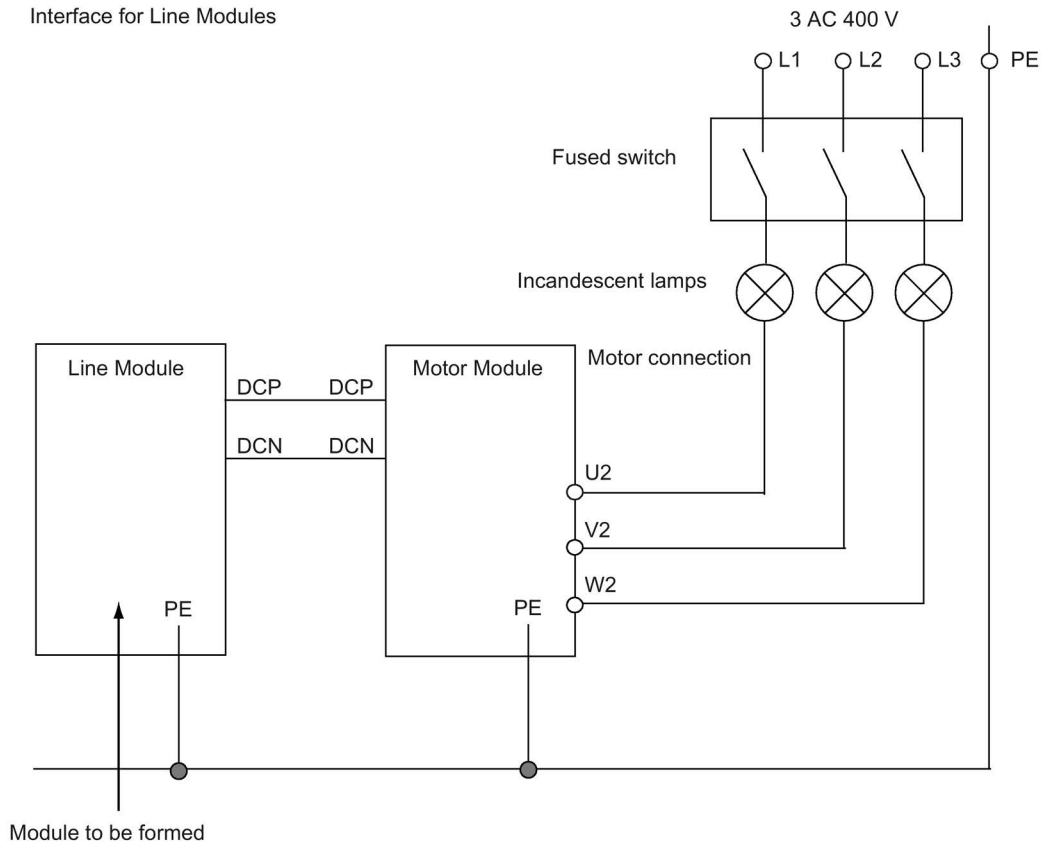 Interface for Line Modules
3 AC 400 V
L1
L2
L3
PE
Fused switch
Incandescent lamps
Line Module
Motor Module
Motor connection
DCP
DCP
DCN
DCN
U2
V2
W2
PE
PE
Module to be formed